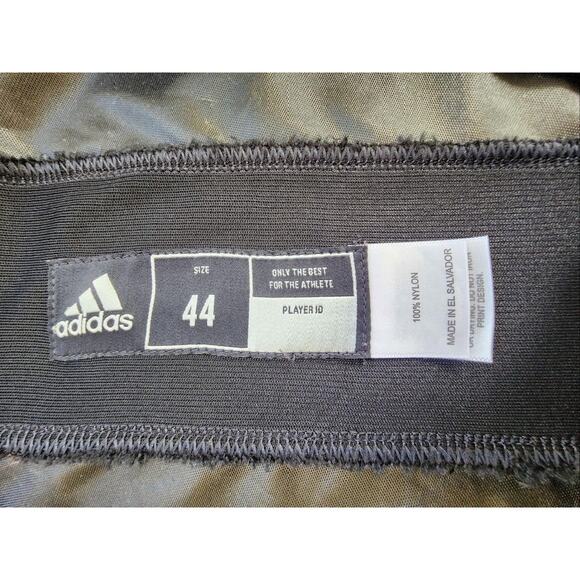 adidas
SIZE
44
ONLY THE BEST
FOR THE ATHLETE
PLAYER ID
100% NYLON
MADE IN EL SALVADOR
PRINT DESIGN.